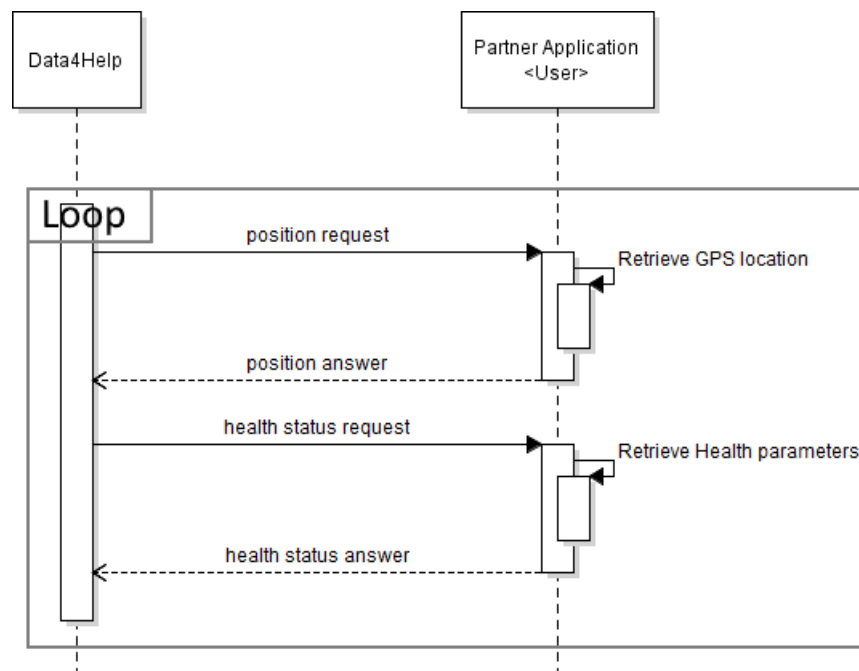 Data4Help
Partner Application
<User>
Loop
position request
Retrieve GPS location
position answer
health status request
Retrieve Health parameters
health status answer